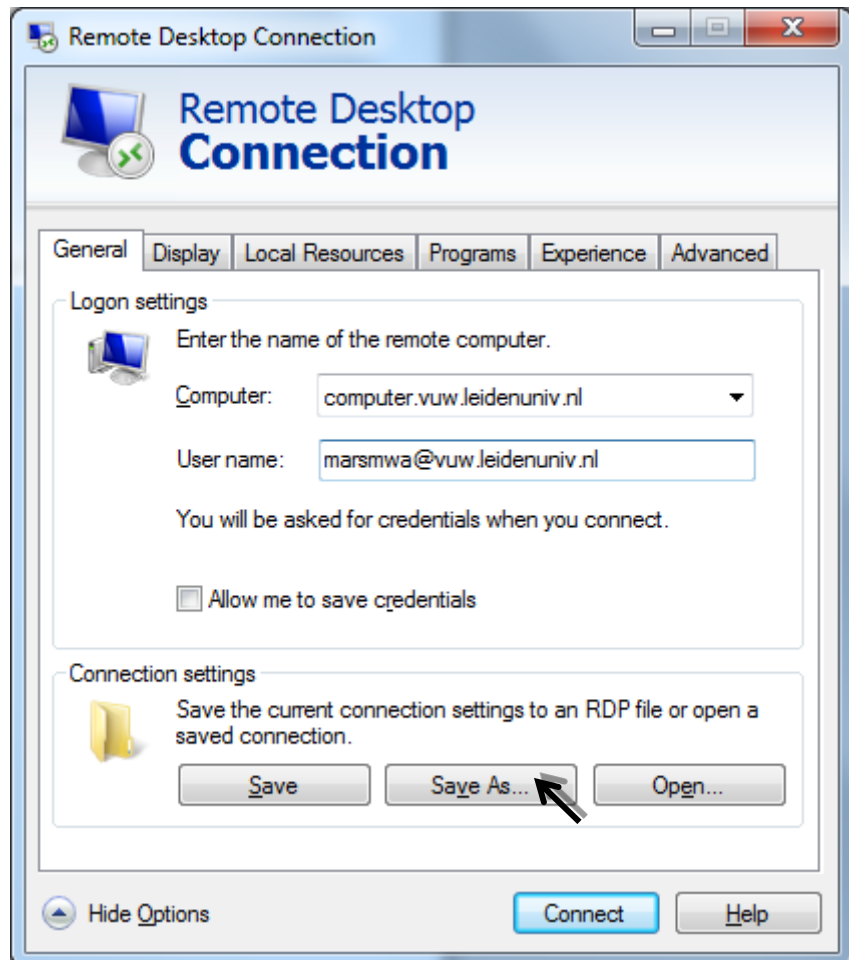 Remote Desktop Connection
Remote Desktop
Connection
General Display Local Resources Programs Experience Advanced
Logon settings
Enter the name of the remote computer.
Computer: computer.vuw.leidenuniv.nl
User name: marsmwa@vuw.leidenuniv.nl
You will be asked for credentials when you connect.
Allow me to save credentials
Connection settings
Save the current connection settings to an RDP file or open a
saved connection.
Save Save As... Open...
Hide Options Connect Help